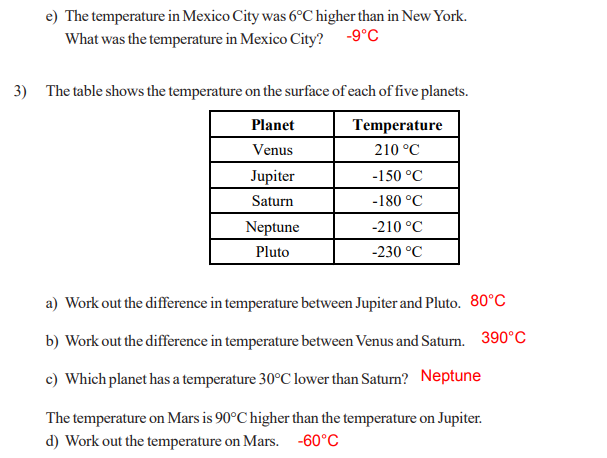 e) The temperature in Mexico City was 6°C higher than in New York.
What was the temperature in Mexico City? -9°C
3) The table shows the temperature on the surface of each of five planets.
Planet Temperature
Venus 210 °C
Jupiter -150 °C
Saturn -180 °C
Neptune -210 °C
Pluto -230 °C
a) Work out the difference in temperature between Jupiter and Pluto. 80°C
b) Work out the difference in temperature between Venus and Saturn. 390°C
c) Which planet has a temperature 30°C lower than Saturn? Neptune
The temperature on Mars is 90°C higher than the temperature on Jupiter.
d) Work out the temperature on Mars. -60°C